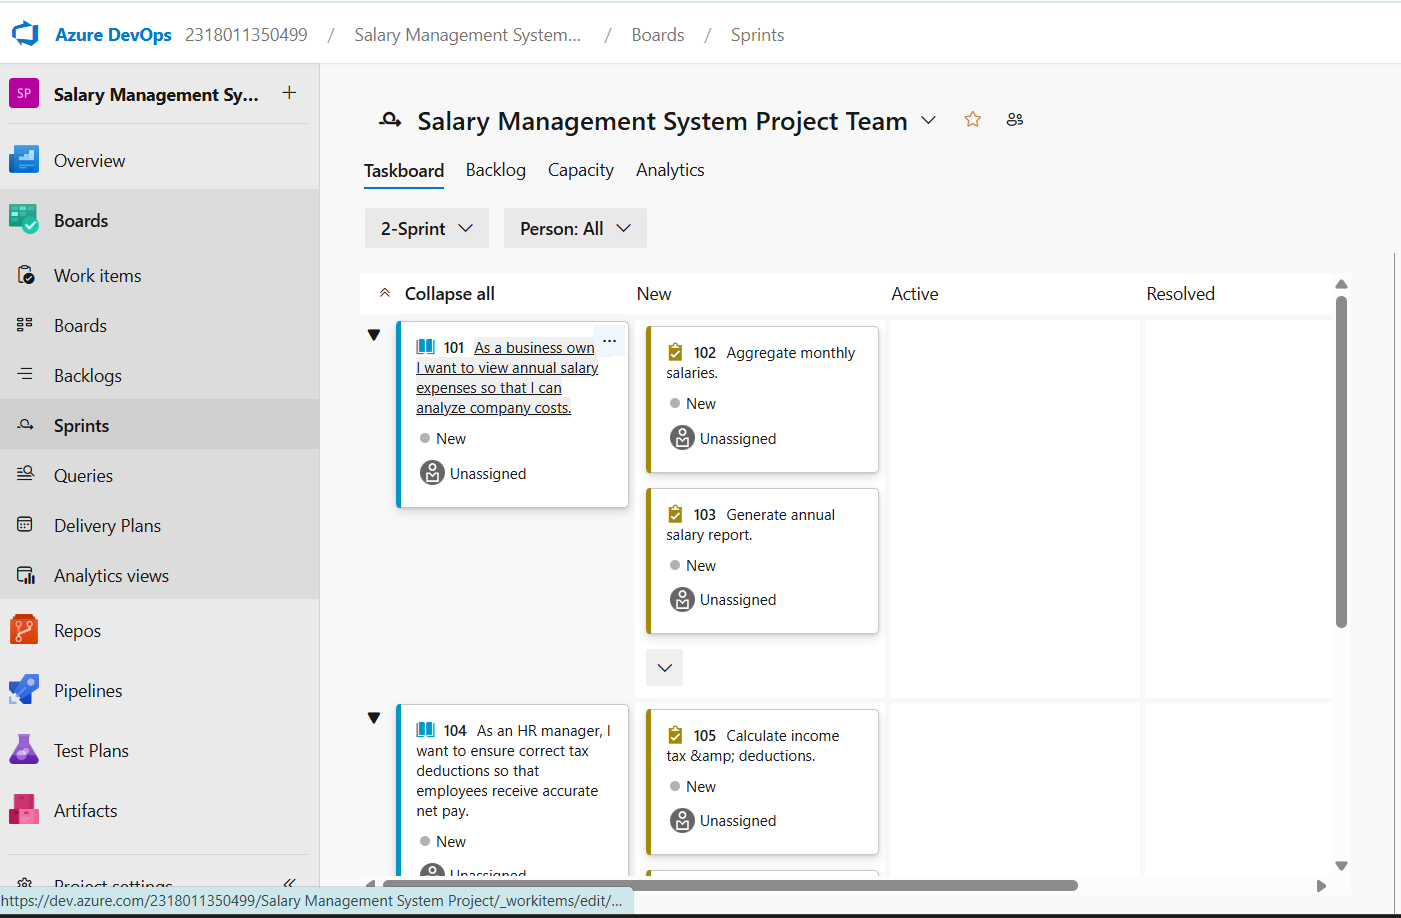 Azure DevOps 2318011350499 / Salary Management System... / Boards / Sprints
SP Salary Management Sy... +
Overview
Boards
Work items
Boards
Backlogs
Sprints
Queries
Delivery Plans
Analytics views
Repos
Pipelines
Test Plans
Artifacts
Project settings
Salary Management System Project Team
Taskboard Backlog Capacity Analytics
2-Sprint Person: All
Collapse all New Active Resolved
101 As a business own
I want to view annual salary
expenses so that I can
analyze company costs.
New
Unassigned
102 Aggregate monthly
salaries.
New
Unassigned
103 Generate annual
salary report.
New
Unassigned
104 As an HR manager, I
want to ensure correct tax
deductions so that
employees receive accurate
net pay.
New
Unassigned
105 Calculate income
tax &amp; deductions.
New
Unassigned
https://dev.azure.com/2318011350499/Salary Management System Project/_workitems/edit/...